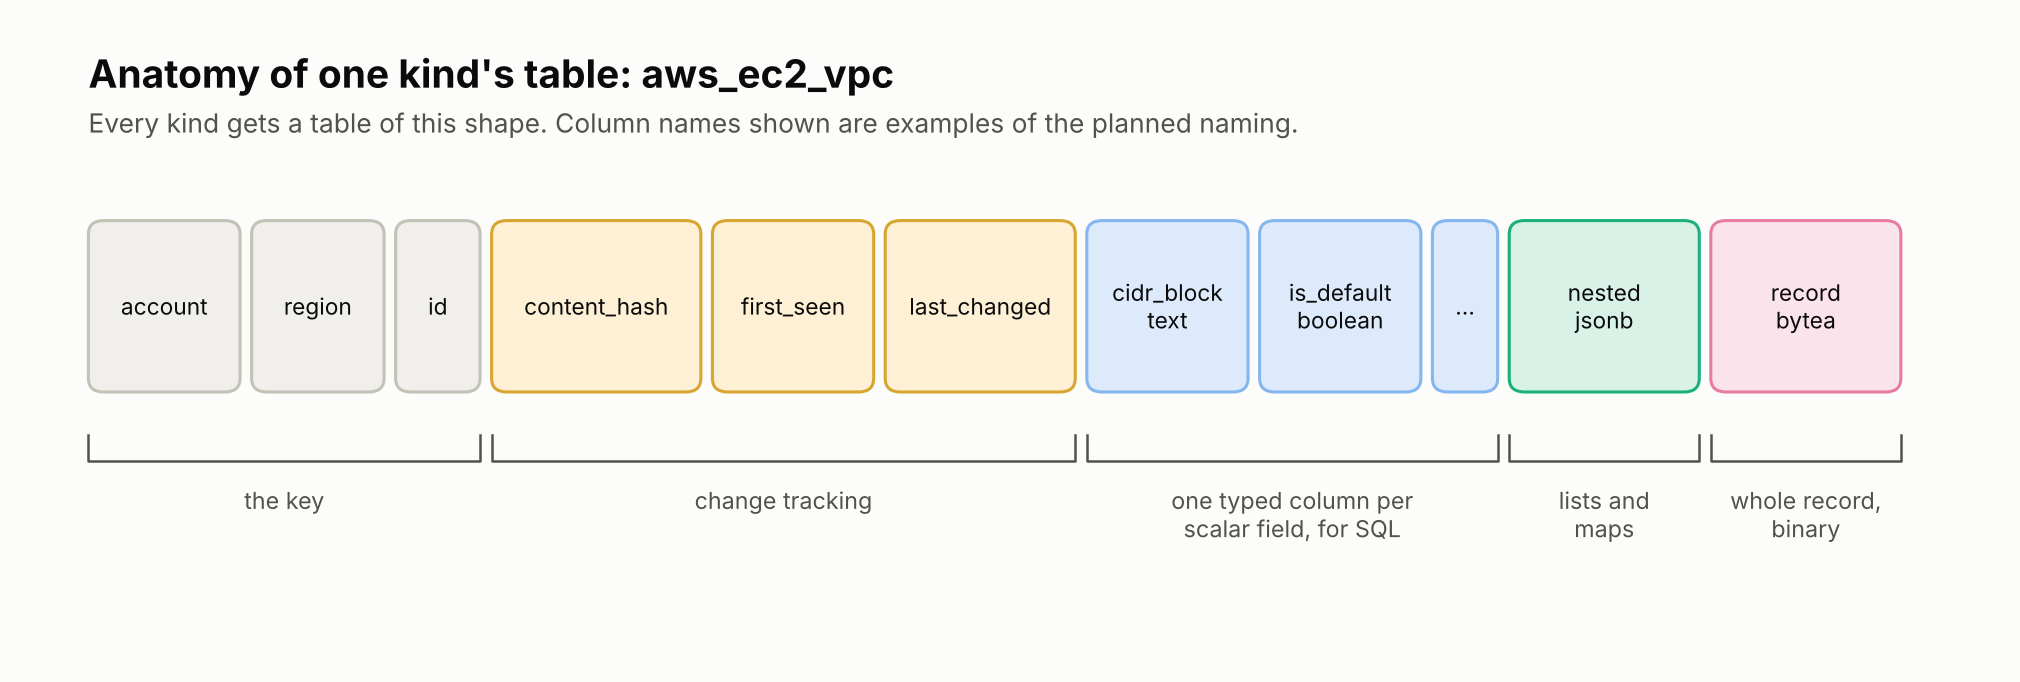 Anatomy of one kind's table: aws_ec2_vpc
Every kind gets a table of this shape. Column names shown are examples of the planned naming.
account
region
id
content_hash
first_seen
last_changed
cidr_block
text
is_default
boolean
...
nested
jsonb
record
bytea
the key
change tracking
one typed column per
scalar field, for SQL
lists and
maps
whole record,
binary